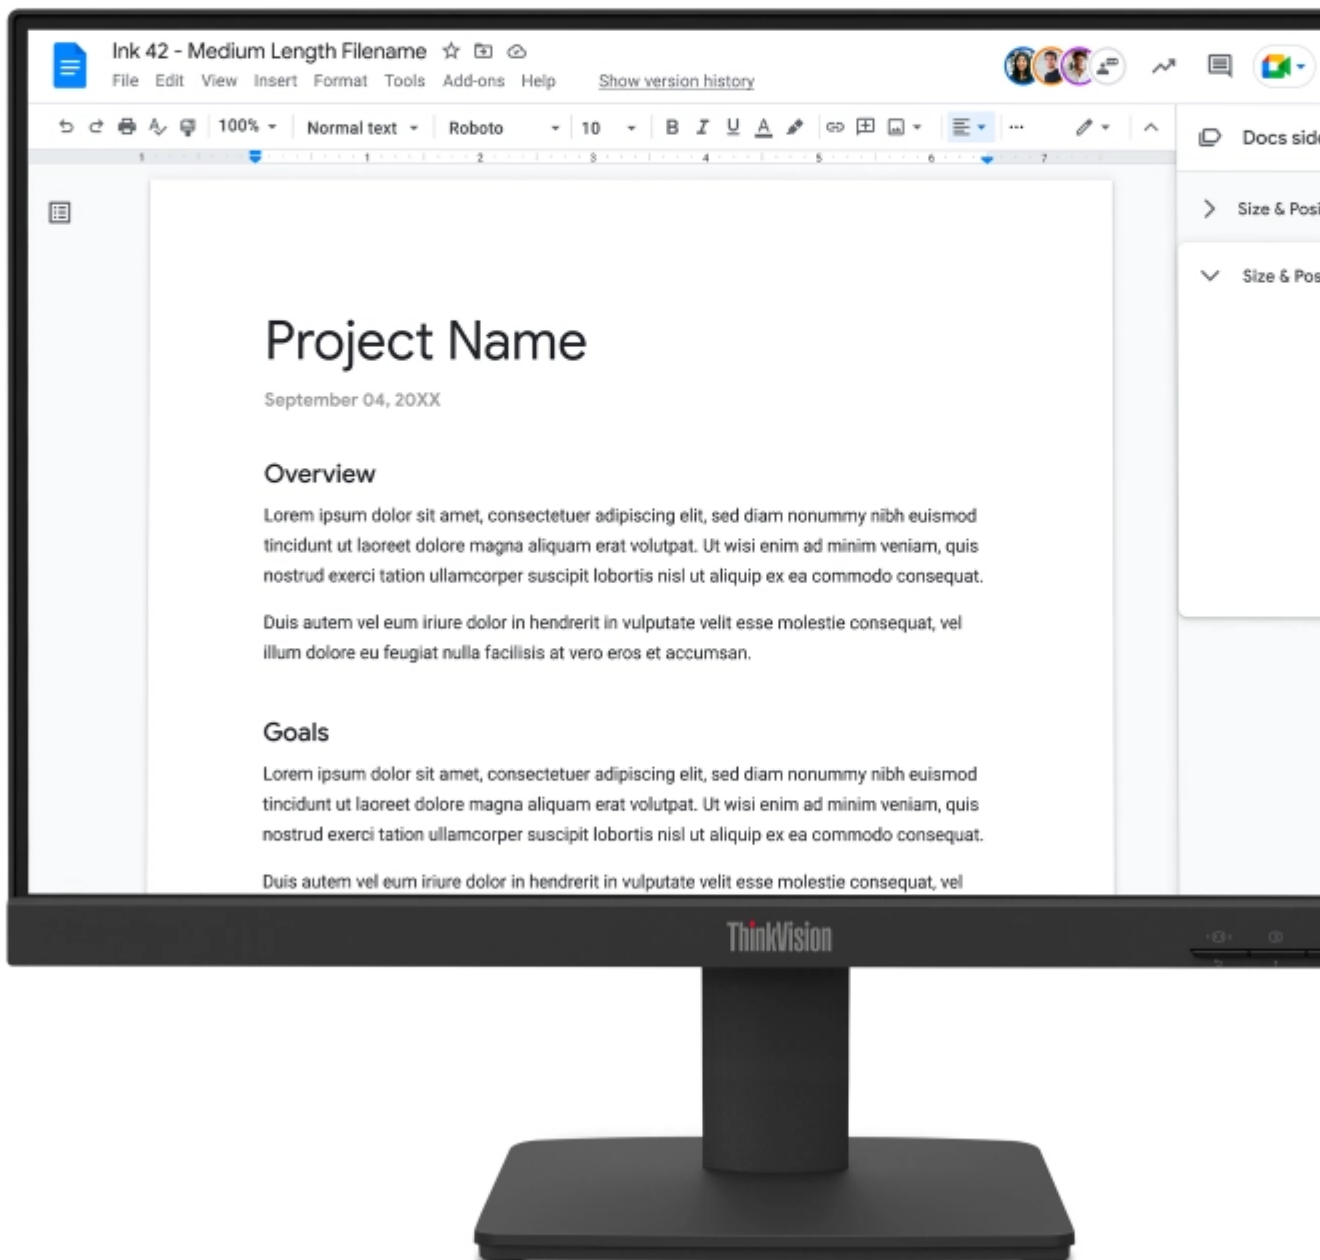 Ink 42 - Medium Length Filename
File Edit View Insert Format Tools Add-ons Help Show version history
100% Normal text Roboto 10 B I U A
1 1 2 3 4 5 6 7
Docs side
Size & Posi
Size & Pos
Project Name
September 04, 20XX
Overview
Lorem ipsum dolor sit amet, consectetuer adipiscing elit, sed diam nonummy nibh euismod
tincidunt ut laoreet dolore magna aliquam erat volutpat. Ut wisi enim ad minim veniam, quis
nostrud exerci tation ullamcorper suscipit lobortis nisl ut aliquip ex ea commodo consequat.
Duis autem vel eum iriure dolor in hendrerit in vulputate velit esse molestie consequat, vel
illum dolore eu feugiat nulla facilisis at vero eros et accumsan.
Goals
Lorem ipsum dolor sit amet, consectetuer adipiscing elit, sed diam nonummy nibh euismod
tincidunt ut laoreet dolore magna aliquam erat volutpat. Ut wisi enim ad minim veniam, quis
nostrud exerci tation ullamcorper suscipit lobortis nisl ut aliquip ex ea commodo consequat.
Duis autem vel eum iriure dolor in hendrerit in vulputate velit esse molestie consequat, vel
ThinkVision